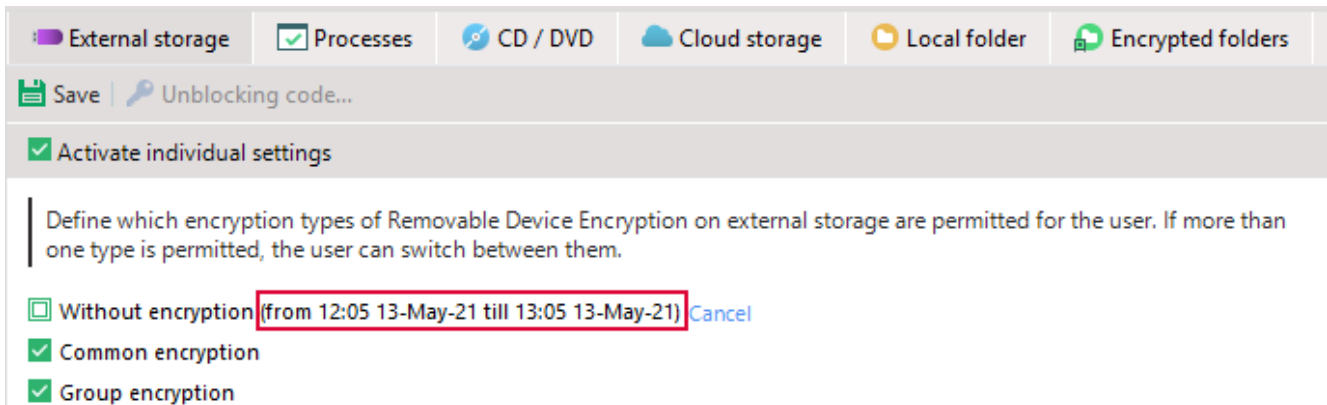 External storage Processes CD / DVD Cloud storage Local folder Encrypted folders
Save Unblocking code...
Activate individual settings
Define which encryption types of Removable Device Encryption on external storage are permitted for the user. If more than
one type is permitted, the user can switch between them.
Without encryption (from 12:05 13-May-21 till 13:05 13-May-21) Cancel
Common encryption
Group encryption